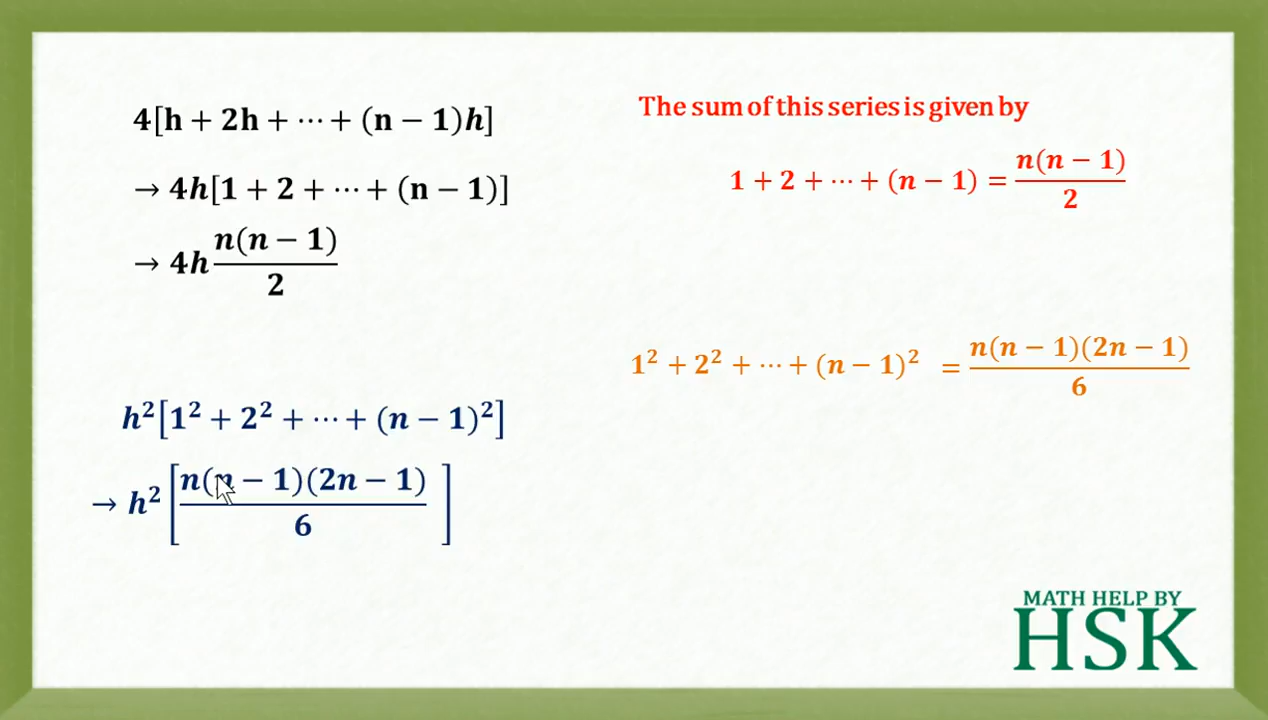 4[h + 2h + ⋯ + (n − 1)h]
→ 4h[1 + 2 + ⋯ + (n − 1)]
→ 4h n(n − 1)/2
The sum of this series is given by
1 + 2 + ⋯ + (n − 1) = n(n − 1)/2
1² + 2² + ⋯ + (n − 1)² = n(n − 1)(2n − 1)/6
h²[1² + 2² + ⋯ + (n − 1)²]
→ h² [n(n − 1)(2n − 1)/6]
MATH HELP BY
HSK